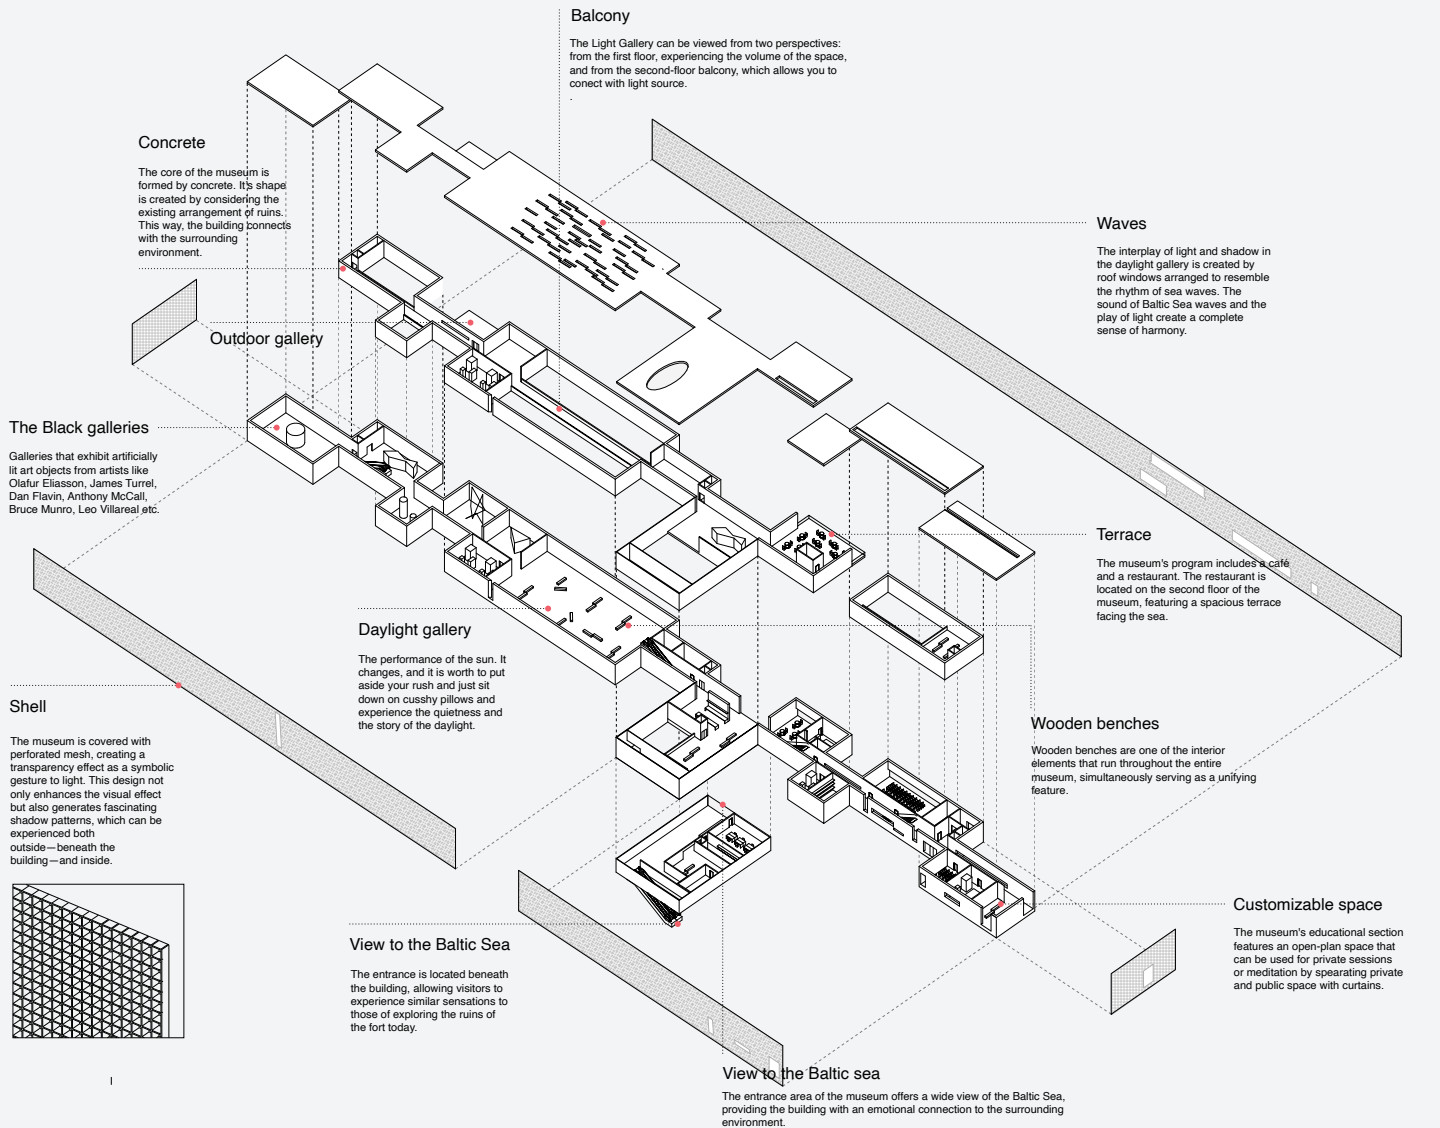 Balcony
The Light Gallery can be viewed from two perspectives:
from the first floor, experiencing the volume of the space,
and from the second-floor balcony, which allows you to
conect with light source.
.
Concrete
The core of the museum is
formed by concrete. It's shape
is created by considering the
existing arrangement of ruins.
This way, the building connects
with the surrounding
environment.
Waves
The interplay of light and shadow in
the daylight gallery is created by
roof windows arranged to resemble
the rhythm of sea waves. The
sound of Baltic Sea waves and the
play of light create a complete
sense of harmony.
Outdoor gallery
The Black galleries
Galleries that exhibit artificially
lit art objects from artists like
Olafur Eliasson, James Turrel,
Dan Flavin, Anthony McCall,
Bruce Munro, Leo Villareal etc.
Terrace
The museum's program includes a café
and a restaurant. The restaurant is
located on the second floor of the
museum, featuring a spacious terrace
facing the sea.
Daylight gallery
The performance of the sun. It
changes, and it is worth to put
aside your rush and just sit
down on cusshy pillows and
experience the quietness and
the story of the daylight.
Shell
The museum is covered with
perforated mesh, creating a
transparency effect as a symbolic
gesture to light. This design not
only enhances the visual effect
but also generates fascinating
shadow patterns, which can be
experienced both
outside—beneath the
building—and inside.
Wooden benches
Wooden benches are one of the interior
elements that run throughout the entire
museum, simultaneously serving as a unifying
feature.
Customizable space
The museum's educational section
features an open-plan space that
can be used for private sessions
or meditation by spearating private
and public space with curtains.
View to the Baltic Sea
The entrance is located beneath
the building, allowing visitors to
experience similar sensations to
those of exploring the ruins of
the fort today.
View to the Baltic sea
The entrance area of the museum offers a wide view of the Baltic Sea,
providing the building with an emotional connection to the surrounding
environment.
I